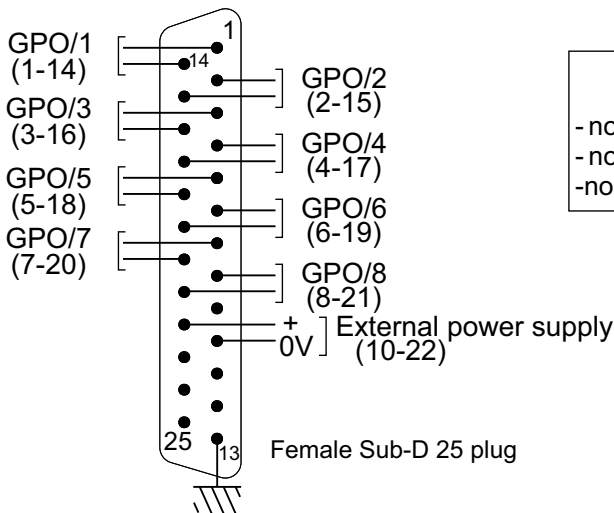 1
GPO/1
(1-14)
14
GPO/2
(2-15)
GPO/3
(3-16)
GPO/4
(4-17)
GPO/5
(5-18)
GPO/6
(6-19)
GPO/7
(7-20)
GPO/8
(8-21)
+
External power supply
0V
(10-22)
25
13
Female Sub-D 25 plug
- no
- no
-no